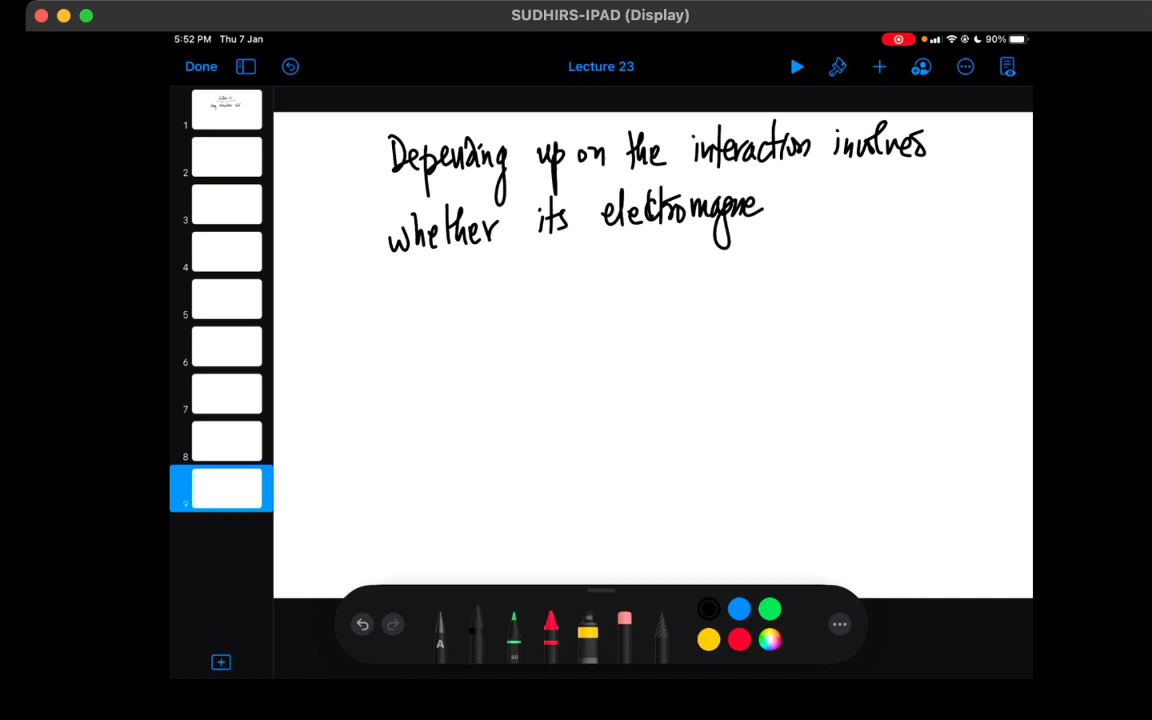 SUDHIRS-IPAD (Display)
5:52 PM Thu 7 Jan
90%
Done
Lecture 23
1
2
3
4
5
6
7
8
9
Depending up on the interaction involves
whether its electromagne
A
50